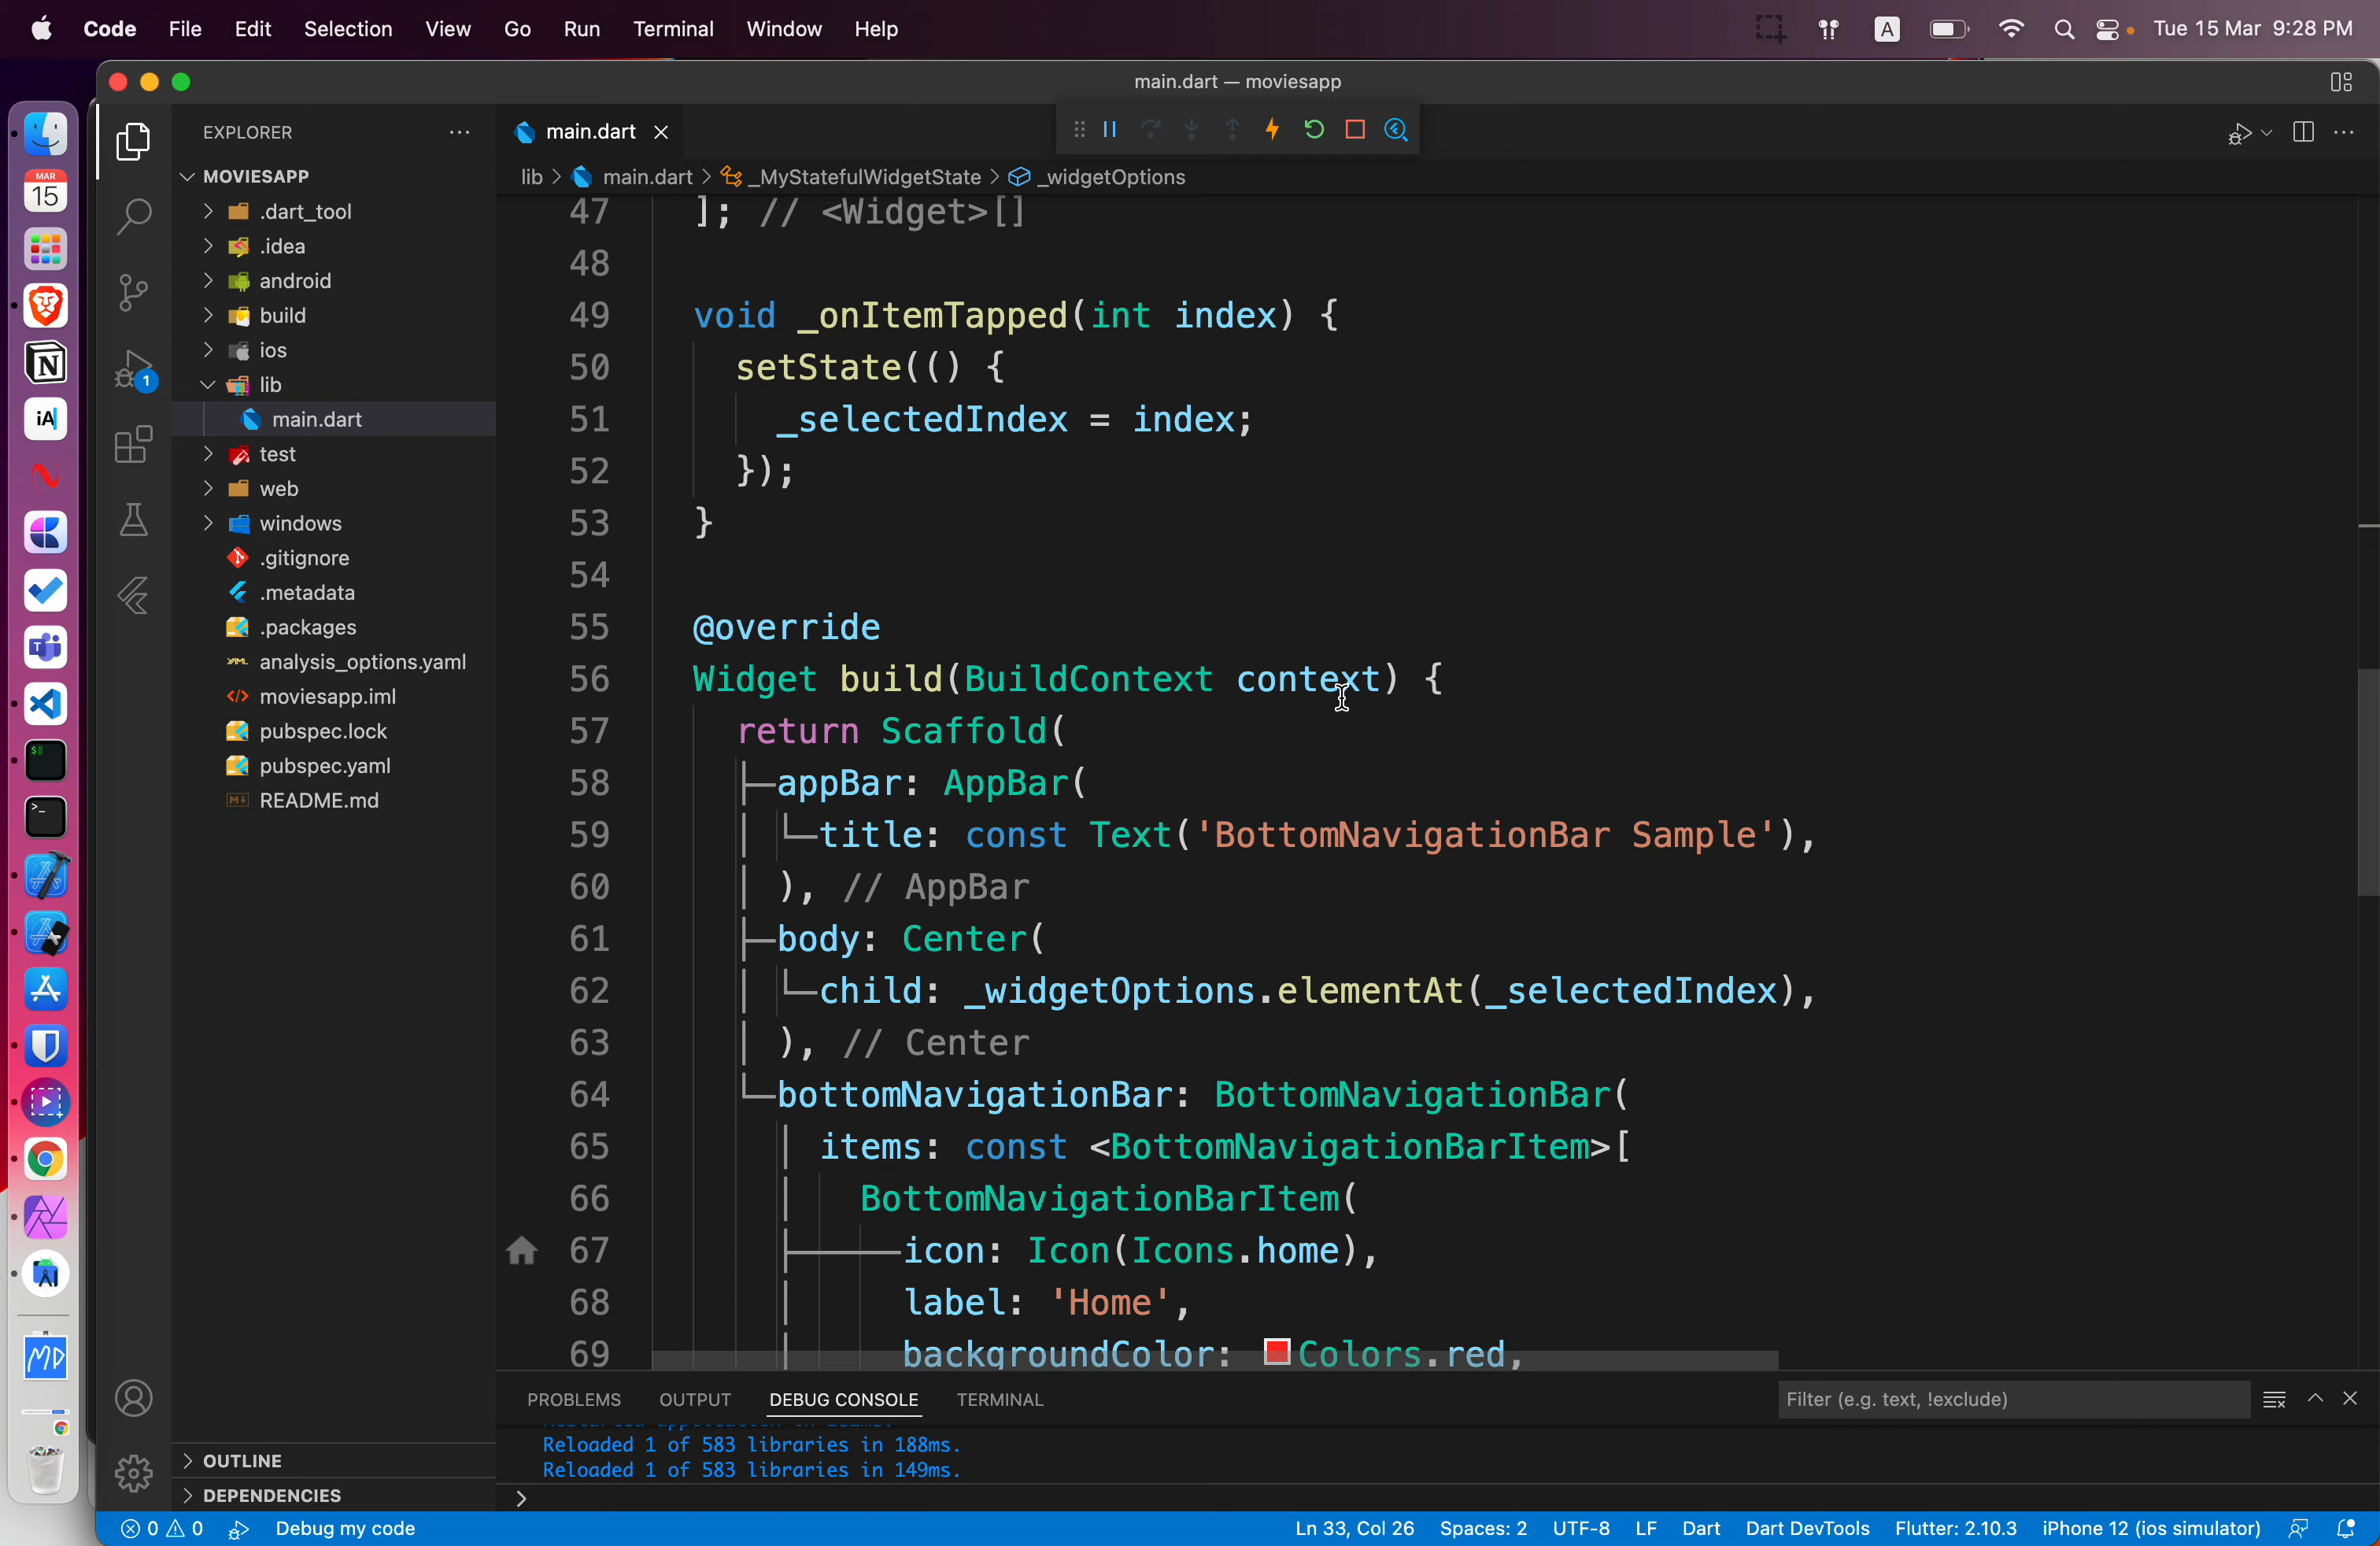 Code File Edit Selection View Go Run Terminal Window Help
A
Tue 15 Mar 9:28 PM
main.dart — moviesapp
MAR
15
N
iA
EXPLORER
MOVIESAPP
.dart_tool
.idea
android
build
ios
lib
main.dart
test
web
windows
.gitignore
.metadata
.packages
YAML analysis_options.yaml
moviesapp.iml
pubspec.lock
pubspec.yaml
README.md
OUTLINE
DEPENDENCIES
1
main.dart
lib > main.dart > _MyStatefulWidgetState > _widgetOptions
47 ]; // <Widget>[]
48
49 void _onItemTapped(int index) {
50 setState(() {
51 _selectedIndex = index;
52 });
53 }
54
55 @override
56 Widget build(BuildContext context) {
57 return Scaffold(
58 appBar: AppBar(
59 title: const Text('BottomNavigationBar Sample'),
60 ), // AppBar
61 body: Center(
62 child: _widgetOptions.elementAt(_selectedIndex),
63 ), // Center
64 bottomNavigationBar: BottomNavigationBar(
65 items: const <BottomNavigationBarItem>[
66 BottomNavigationBarItem(
67 icon: Icon(Icons.home),
68 label: 'Home',
69 backgroundColor: Colors.red,
PROBLEMS OUTPUT DEBUG CONSOLE TERMINAL
Filter (e.g. text, !exclude)
Reloaded 1 of 583 libraries in 188ms.
Reloaded 1 of 583 libraries in 149ms.
>
MD
0 0 Debug my code
Ln 33, Col 26 Spaces: 2 UTF-8 LF Dart Dart DevTools Flutter: 2.10.3 iPhone 12 (ios simulator)